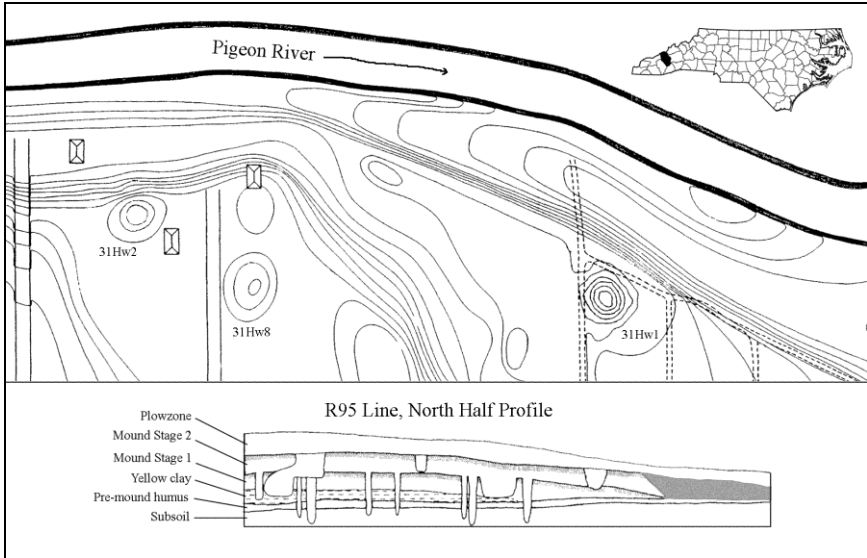 Pigeon River
31Hw2
31Hw8
31Hw1
R95 Line, North Half Profile
Plowzone
Mound Stage 2
Mound Stage 1
Yellow clay
Pre-mound humus
Subsoil